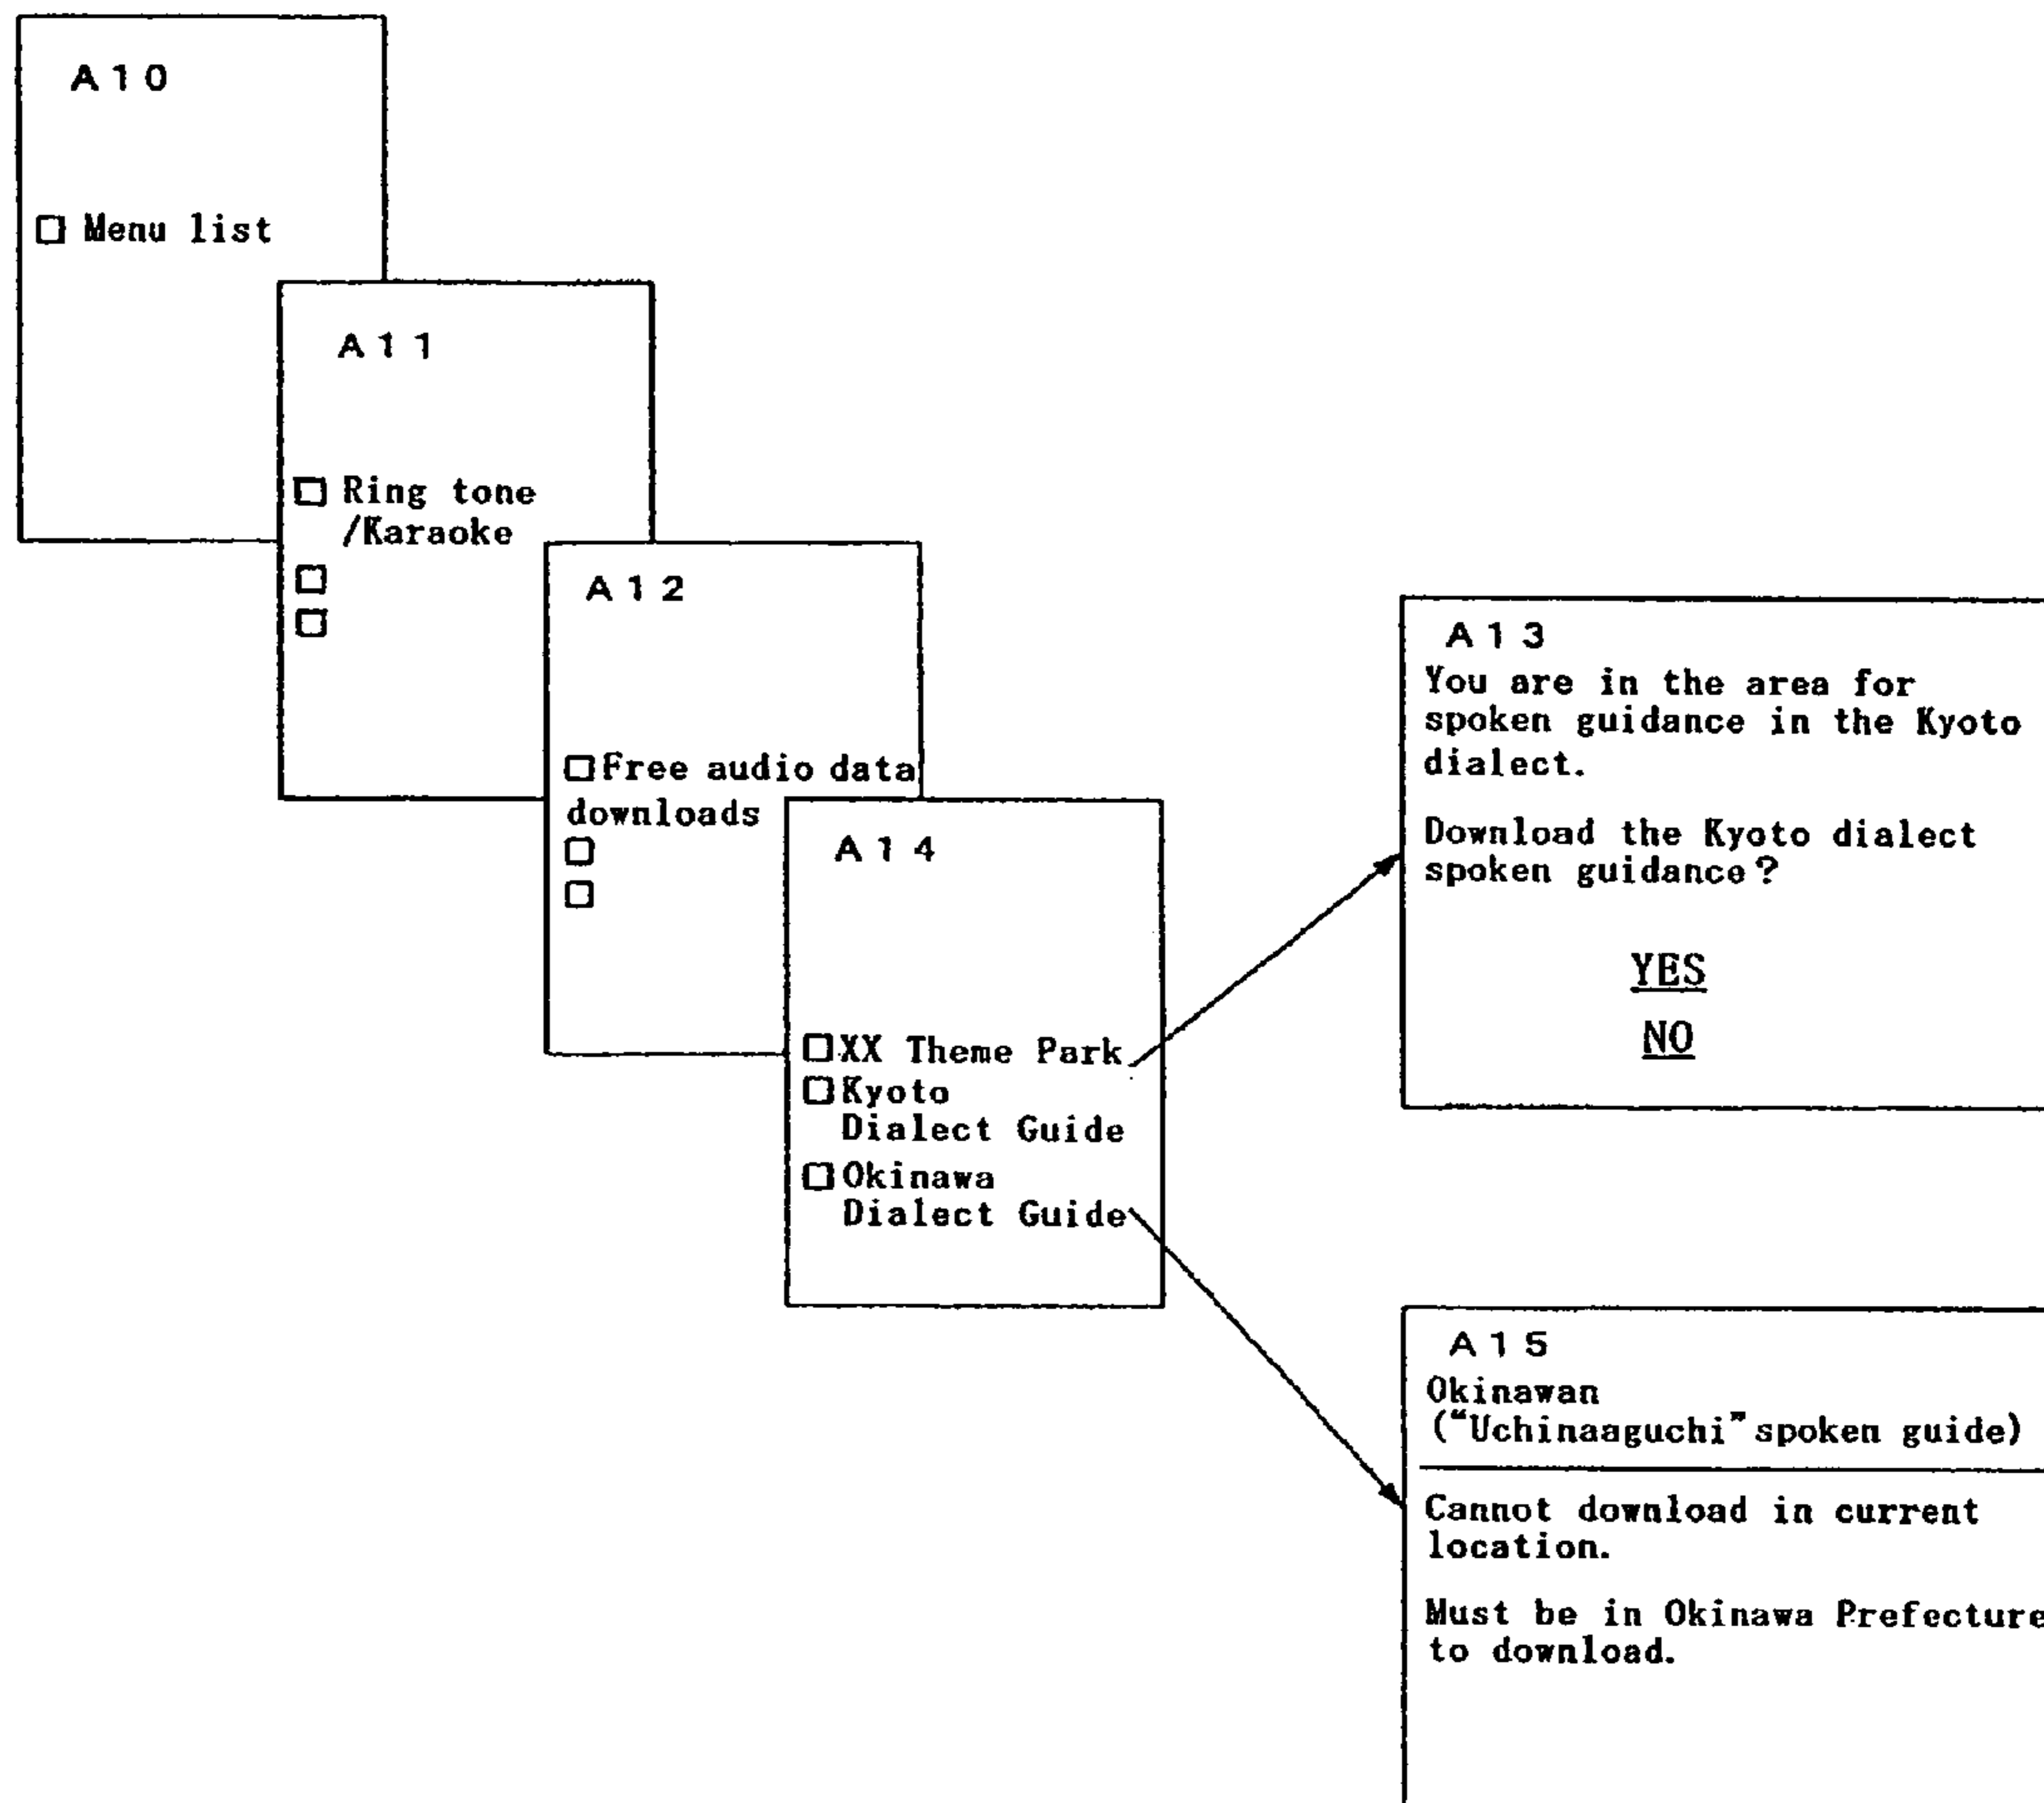 A10
□ Menu list
A11
□ Ring tone
/Karaoke
□
□
A12
□ Free audio data
downloads
□
□
A14
□ XX Theme Park
□ Kyoto
Dialect Guide
□ Okinawa
Dialect Guide
A13
You are in the area for
spoken guidance in the Kyoto
dialect.
Download the Kyoto dialect
spoken guidance?
YES
NO
A15
Okinawan
(“Uchinaaguchi” spoken guide)
Cannot download in current
location.
Must be in Okinawa Prefecture
to download.